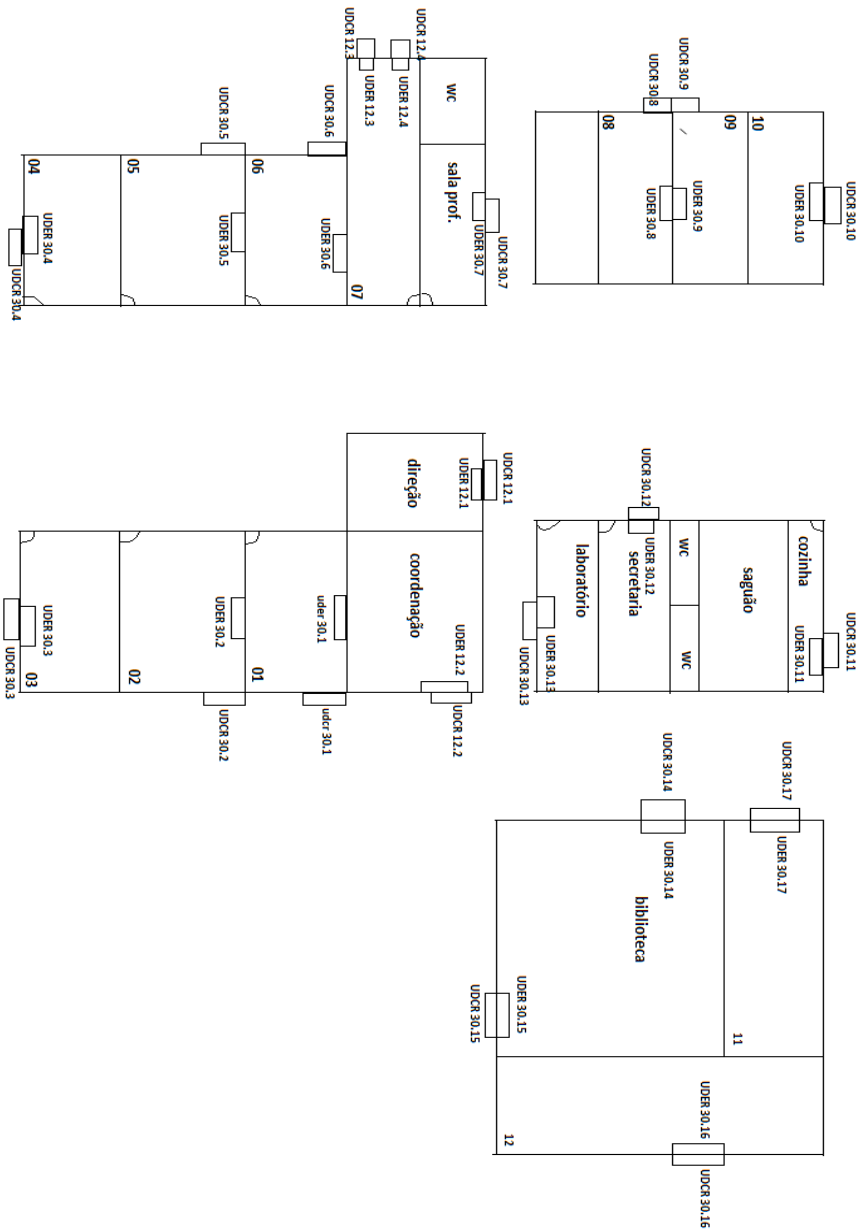 UDCR 12.3
UDCR 12.4
UDER 12.3
UDER 12.4
WC
UDCR 30.5
UDCR 30.6
04
05
06
sala prof.
UDER 30.4
UDER 30.5
UDER 30.6
UDER 30.7
UDCR 30.7
UDCR 30.4
07
UDCR 30.8
UDCR 30.9
08
09
10
UDER 30.8
UDER 30.9
UDER 30.10
UDCR 30.10
direção
UDER 12.1
UDCR 12.1
coordenação
UDER 30.3
UDER 30.2
uder 30.1
UDER 12.2
UDCR 30.3
03
02
01
UDCR 30.2
udcr 30.1
UDCR 12.2
UDCR 30.12
laboratório
secretaria
UDER 30.12
WC
saguão
cozinha
WC
UDCR 30.13
UDER 30.13
UDER 30.11
UDCR 30.11
UDCR 30.14
UDCR 30.17
UDER 30.14
UDER 30.17
biblioteca
UDCR 30.15
UDER 30.15
11
UDER 30.16
12
UDCR 30.16